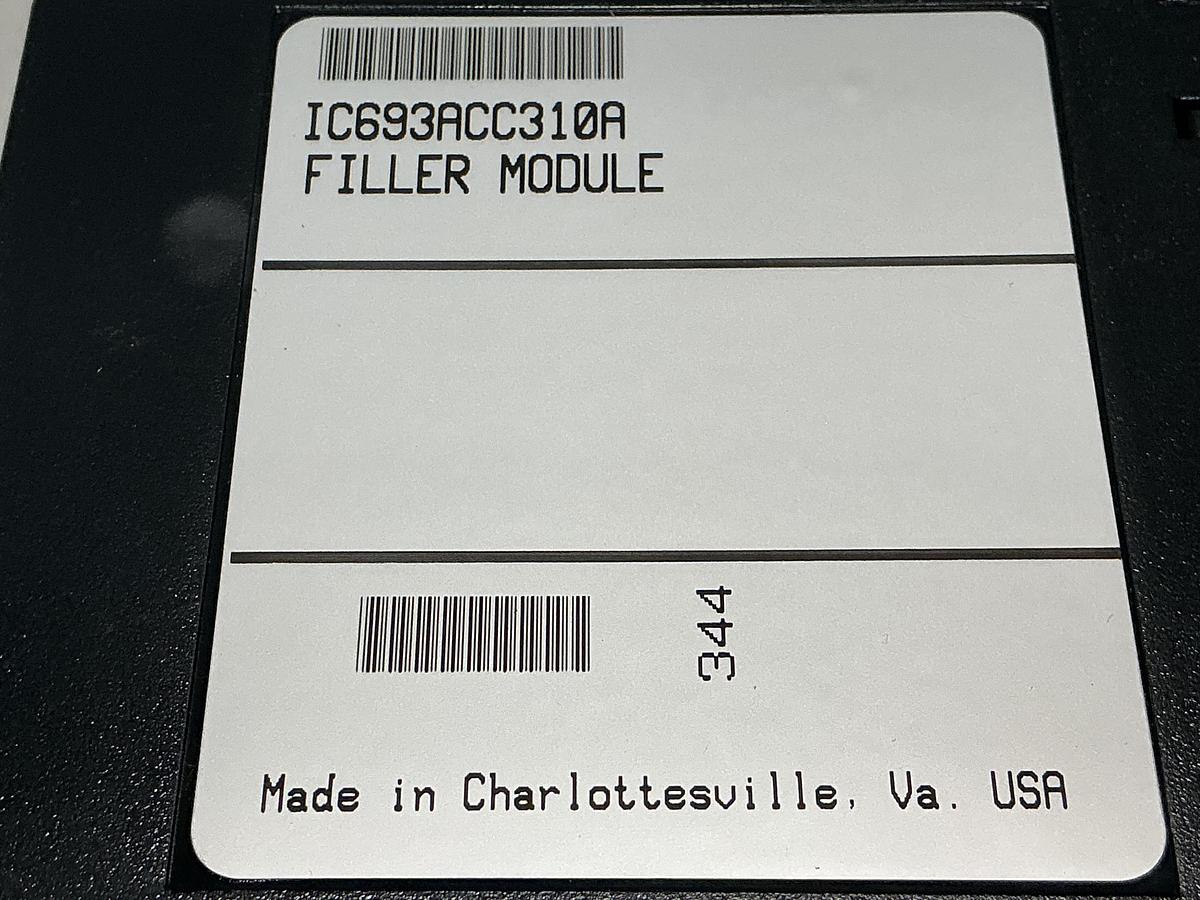 IC693ACC310A
FILLER MODULE
344
Made in Charlottesville, Va. USA